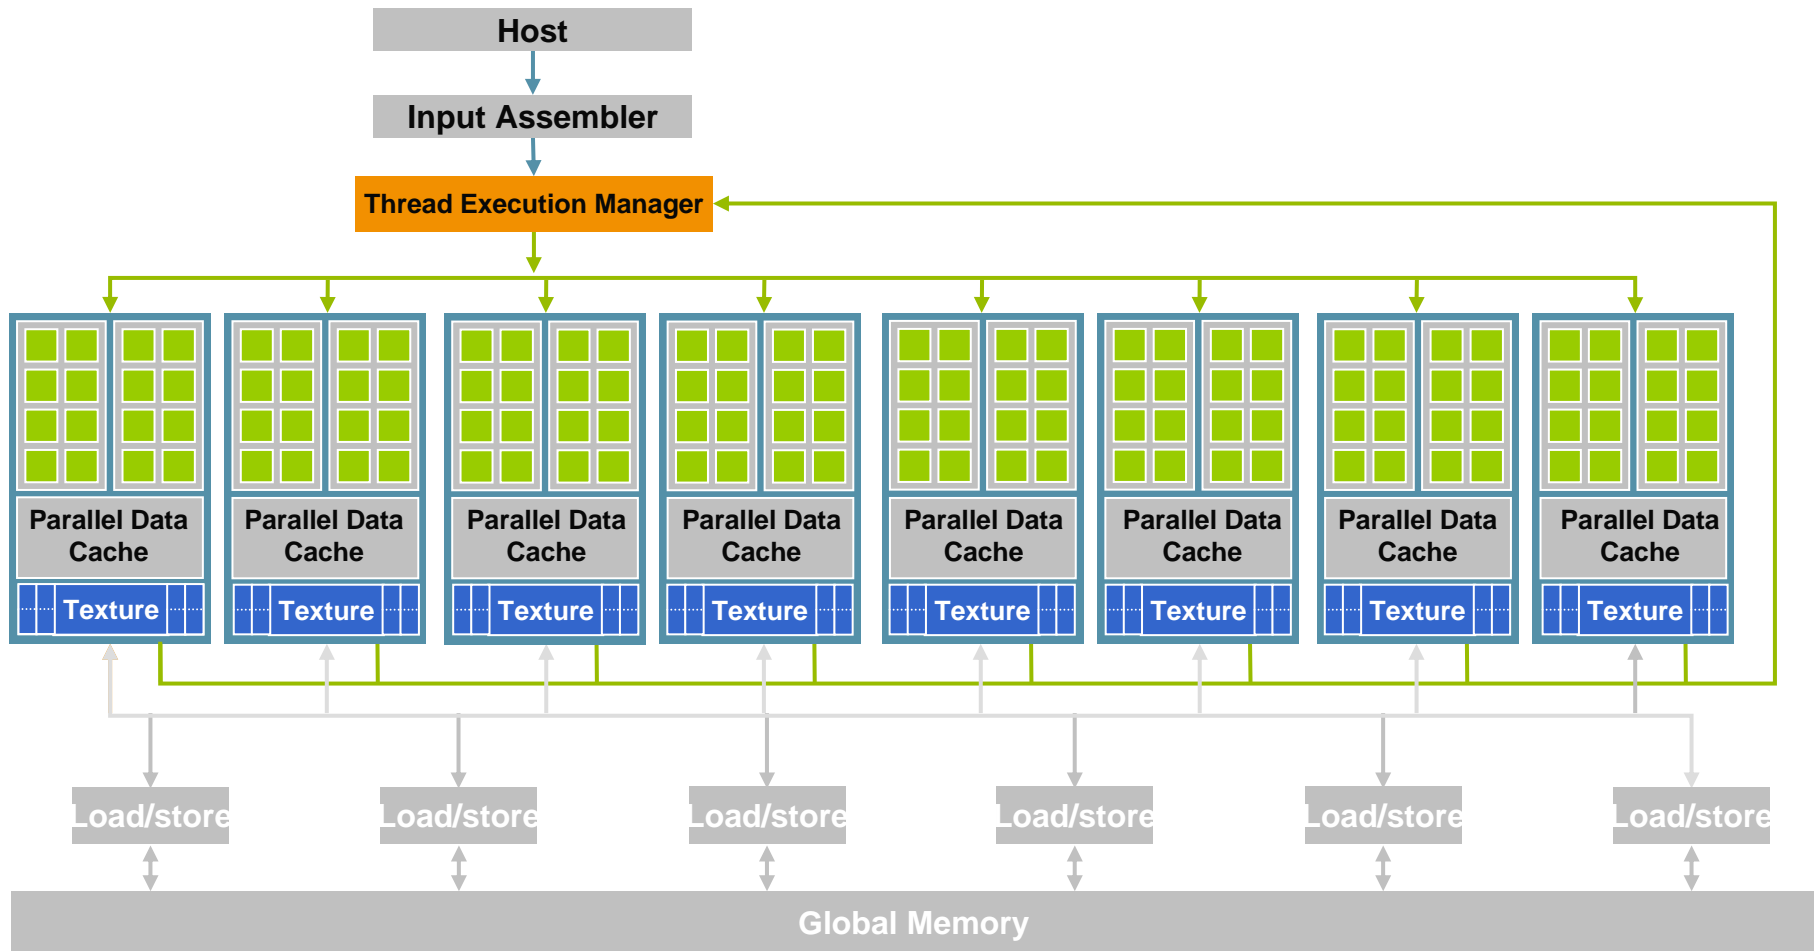 Host
Input Assembler
Thread Execution Manager
Parallel Data
Cache
Parallel Data
Cache
Parallel Data
Cache
Parallel Data
Cache
Parallel Data
Cache
Parallel Data
Cache
Parallel Data
Cache
Parallel Data
Cache
Texture
Texture
Texture
Texture
Texture
Texture
Texture
Texture
Load/store
Load/store
Load/store
Load/store
Load/store
Load/store
Global Memory